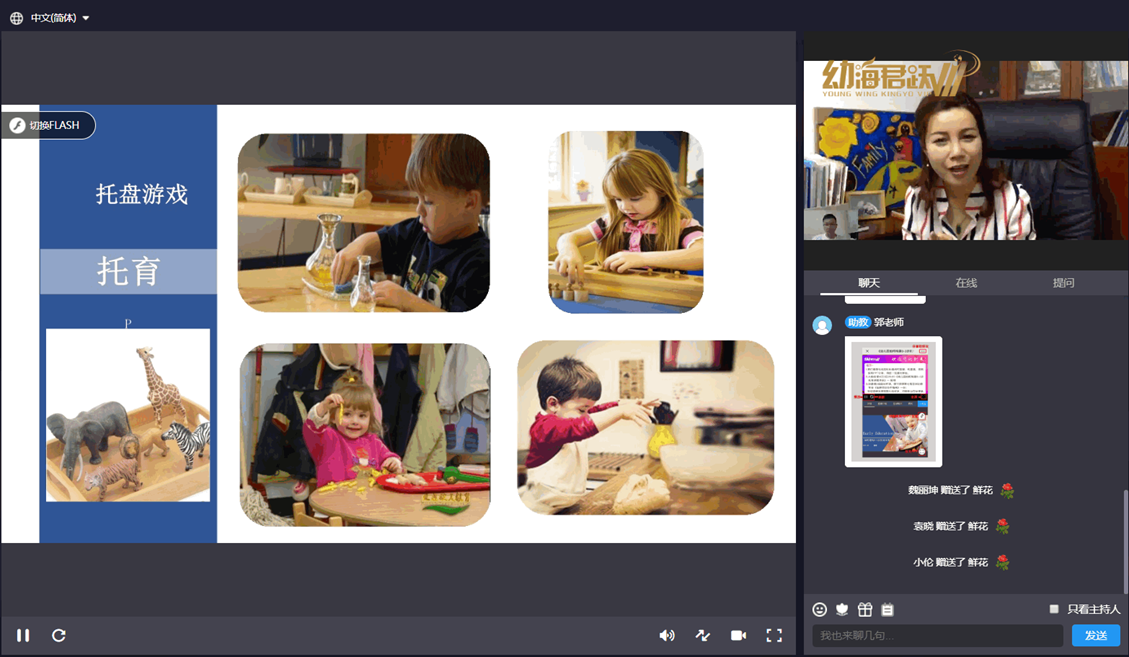 中文(简体)
切换FLASH
托盘游戏
托育
P
幼海君跃
YOUNG WING KINGYO
FAMILY
聊天
在线
提问
助教 郭老师
魏丽坤 赠送了 鲜花
袁晓 赠送了 鲜花
小伦 赠送了 鲜花
只看主持人
我也来聊几句...
发送